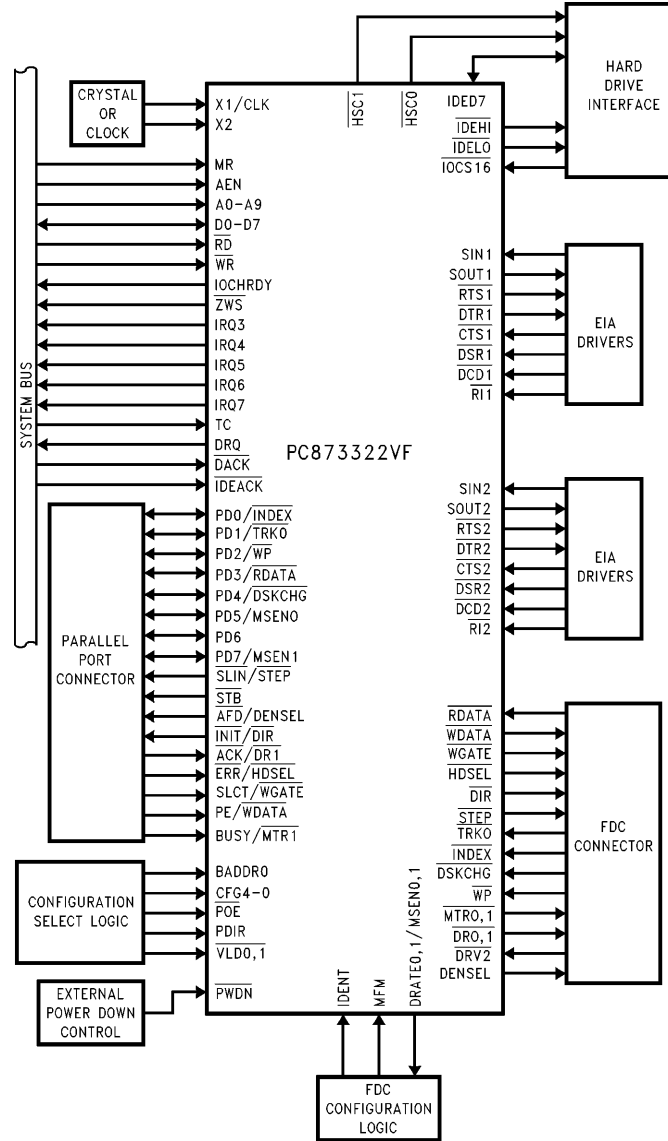 HARD
DRIVE
INTERFACE
CRYSTAL
OR
CLOCK
X1/CLK
X2
HSC1
HSC0
IDED7
IDEHI
IDELO
IOCS16
SYSTEM BUS
MR
AEN
A0-A9
D0-D7
RD
WR
IOCHRDY
ZWS
IRQ3
IRQ4
IRQ5
IRQ6
IRQ7
TC
DRQ
DACK
IDEACK
PC873322VF
SIN1
SOUT1
RTS1
DTR1
CTS1
DSR1
DCD1
RI1
EIA
DRIVERS
SIN2
SOUT2
RTS2
DTR2
CTS2
DSR2
DCD2
RI2
EIA
DRIVERS
PARALLEL
PORT
CONNECTOR
PD0/INDEX
PD1/TRK0
PD2/WP
PD3/RDATA
PD4/DSKCHG
PD5/MSEN0
PD6
PD7/MSEN1
SLIN/STEP
STB
AFD/DENSEL
INIT/DIR
ACK/DR1
ERR/HDSEL
SLCT/WGATE
PE/WDATA
BUSY/MTR1
RDATA
WDATA
WGATE
HDSEL
DIR
STEP
TRK0
INDEX
DSKCHG
WP
MTR0,1
DR0,1
DRV2
DENSEL
FDC
CONNECTOR
CONFIGURATION
SELECT LOGIC
BADDR0
CFG4-0
POE
PDIR
VLD0,1
EXTERNAL
POWER DOWN
CONTROL
PWDN
IDENT
MFM
DRATE0,1/MSEN0,1
FDC
CONFIGURATION
LOGIC